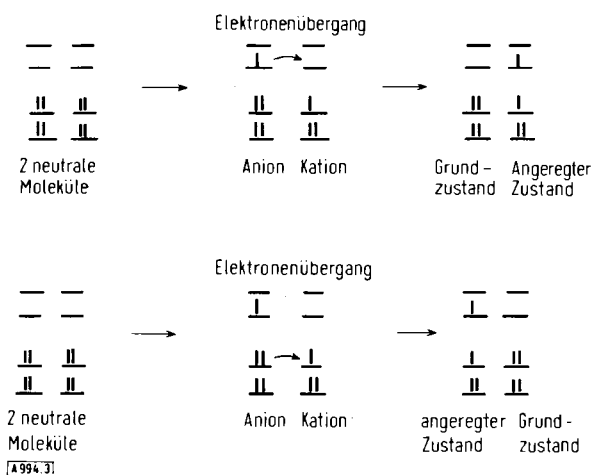 Elektronenübergang
2 neutrale
Moleküle
Anion Kation
Grund- Angeregter
zustand Zustand
Elektronenübergang
2 neutrale
Moleküle
Anion Kation
angeregter Grund-
Zustand zustand
A994.3